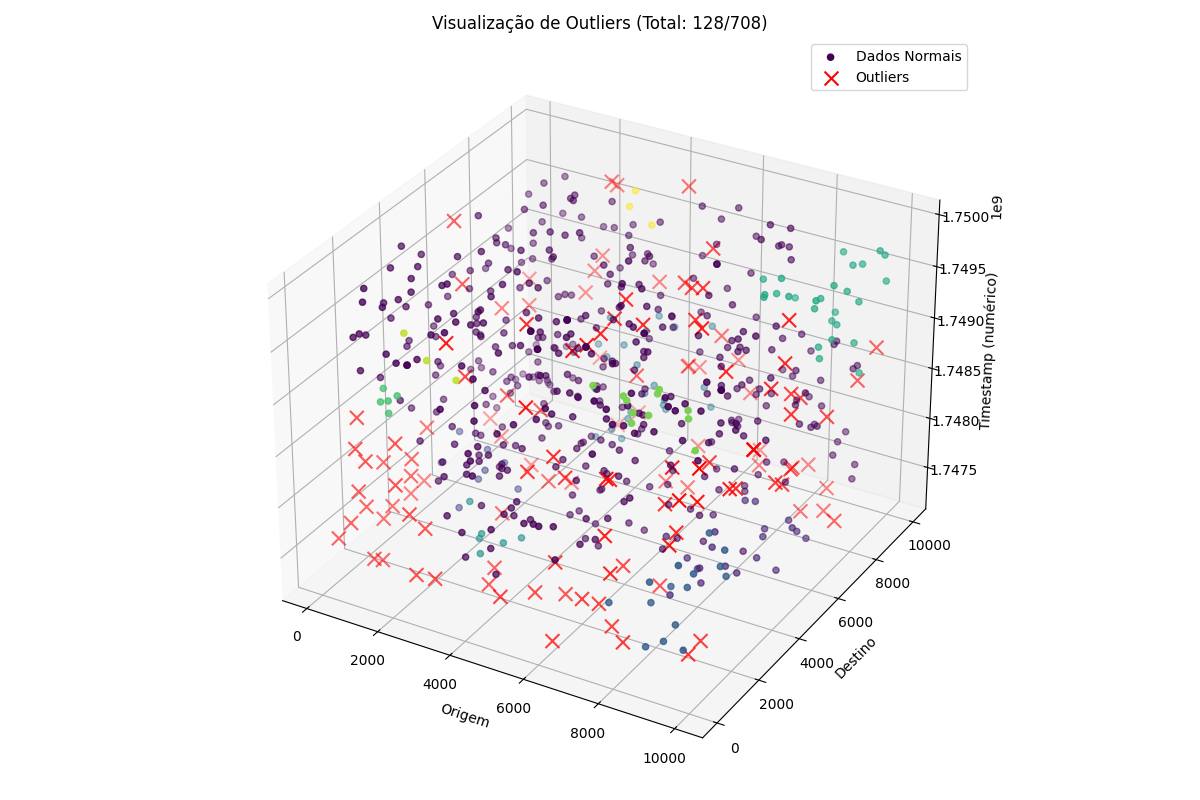 Visualização de Outliers (Total: 128/708)
Dados Normais
Outliers
1e9
1.7500
1.7495
1.7490
1.7485
1.7480
1.7475
Timestamp (numérico)
10000
8000
6000
4000
2000
0
Destino
0
2000
4000
6000
8000
10000
Origem